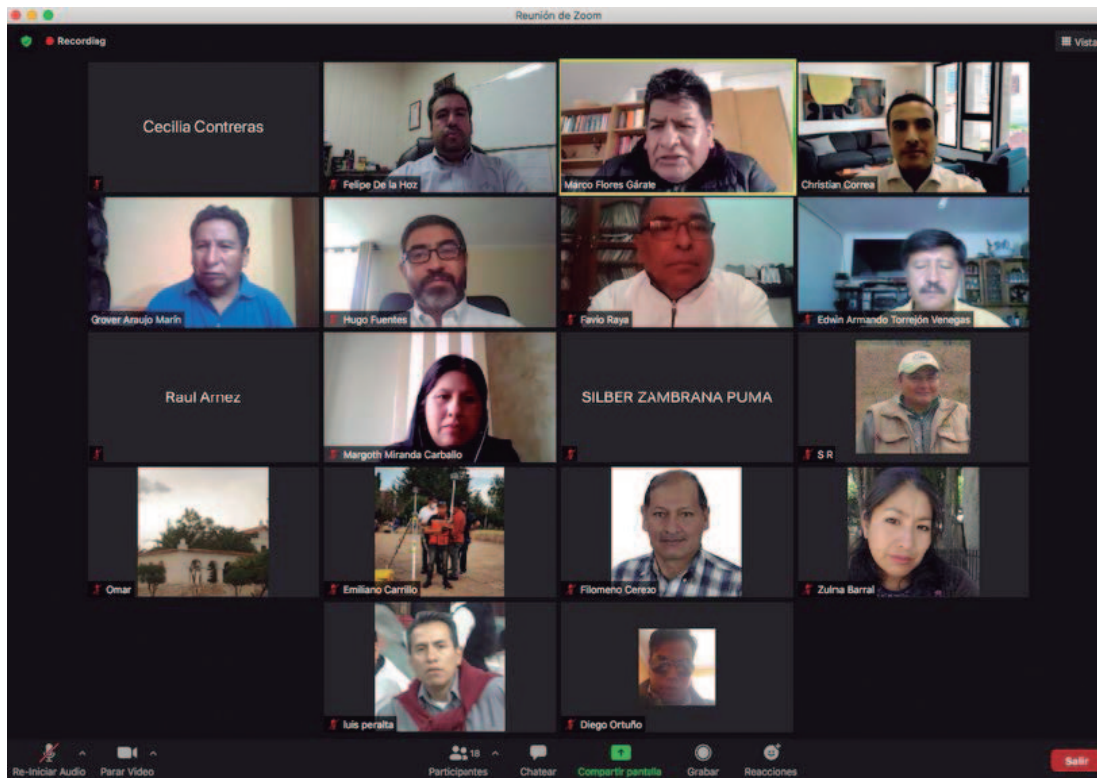 Reunión de Zoom
Recording
Vista
Cecilia Contreras
Felipe De la Hoz
Marco Flores Gárate
Christian Correa
Grover Araujo Marín
Hugo Fuentes
Favio Raya
Edwin Armando Torrejón Venegas
Raul Arnez
Margoth Miranda Carballo
SILBER ZAMBRANA PUMA
S R
Omar
Emiliano Carrillo
Filomeno Cerezo
Zulma Barral
luis peralta
Diego Ortuño
Re-Iniciar Audio
Parar Video
18
Participantes
Chatear
Compartir pantalla
Grabar
Reacciones
Salir